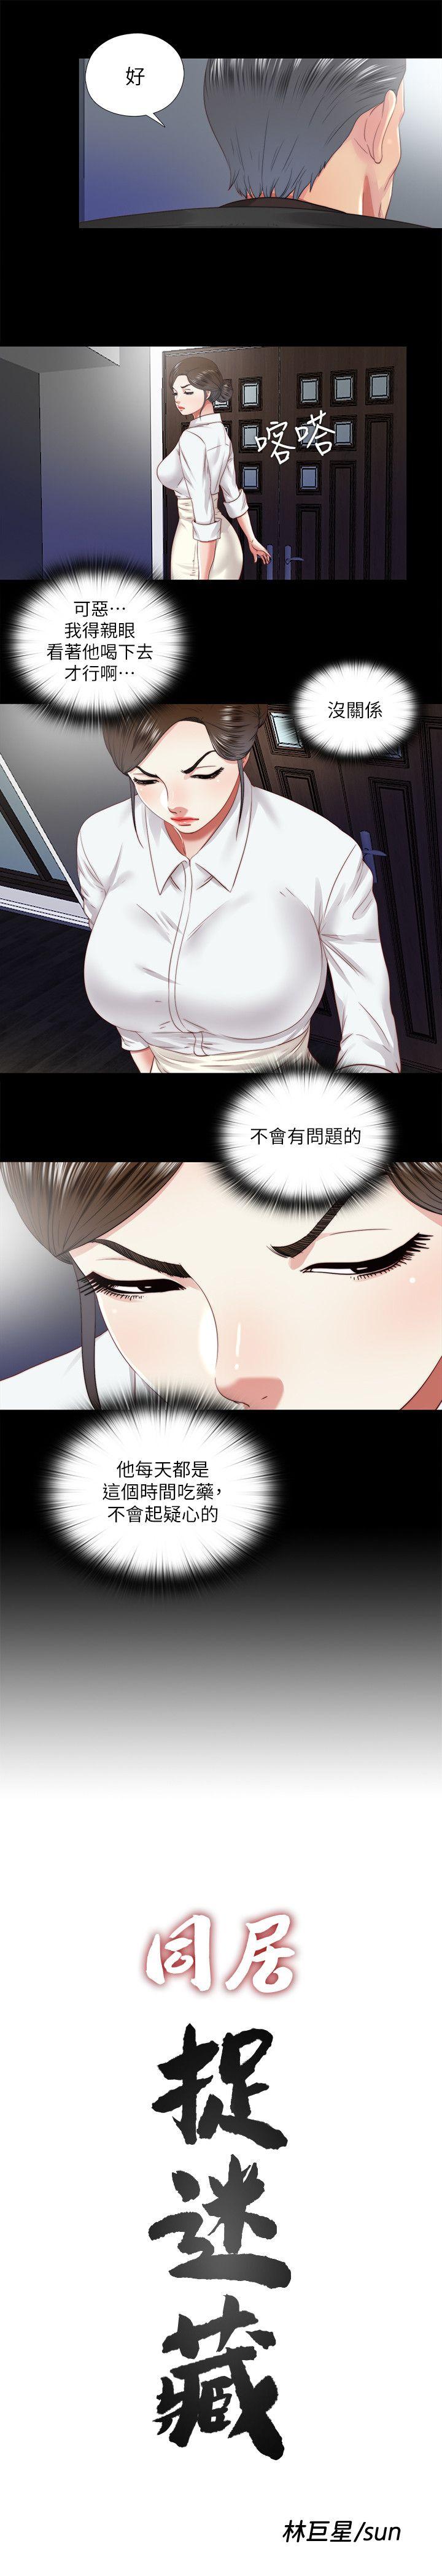 好
喀嗒
可惡⋯
我得親眼
看著他喝下去
才行啊⋯
沒關係
不會有問題的
他每天都是
這個時間吃藥,
不會起疑心的
同居
捉
迷
藏
林巨星/sun